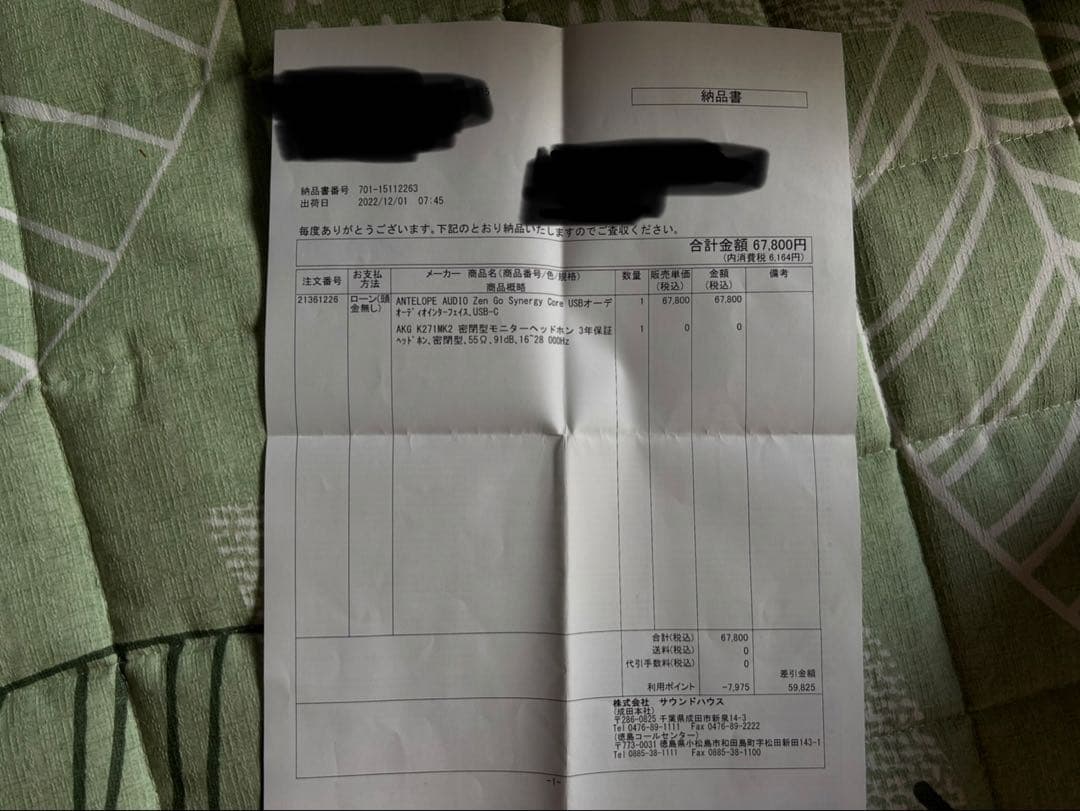 納品書
納品書番号 701-15112263
出荷日 2022/12/01 07:45
毎度ありがとうございます。下記のとおり納品いたしますのでご査収ください。
合計金額 67,800円
(内消費税 6,164円)
注文番号 お支払方法 メーカー 商品名(商品番号/色/規格) 商品概略 数量 販売単価(税込) 金額(税込) 備考
21361226 ローン(頭金無し) ANTELOPE AUDIO Zen Go Synergy Core USBオーデ 1 67,800 67,800
オーディオインターフェイス、USB-C
AKG K271MK2 密閉型モニターヘッドホン 3年保証 1 0 0
ヘッドホン、密閉型、55Ω、91dB、16~28 000Hz
合計(税込) 67,800
送料(税込) 0
代引手数料(税込) 0
差引金額
利用ポイント -7,975 59,825
株式会社 サウンドハウス
(成田本社)
〒286-0825 千葉県成田市新泉14-3
Tel 0476-89-1111 Fax 0476-89-2222
(徳島コールセンター)
〒773-0031 徳島県小松島市和田島町字松田新田143-1
Tel 0885-38-1111 Fax 0885-38-1100
-1-